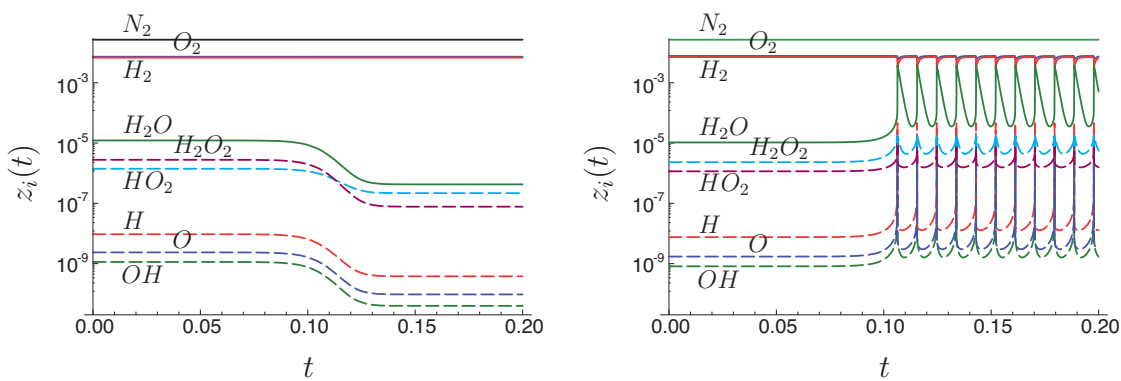 N₂
O₂
H₂
10⁻³
H₂O
10⁻⁵
H₂O₂
HO₂
zᵢ(t)
10⁻⁷
H
O
10⁻⁹
OH
0.00 0.05 0.10 0.15 0.20
t
N₂
O₂
H₂
10⁻³
H₂O
10⁻⁵
H₂O₂
HO₂
zᵢ(t)
10⁻⁷
H
O
10⁻⁹
OH
0.00 0.05 0.10 0.15 0.20
t